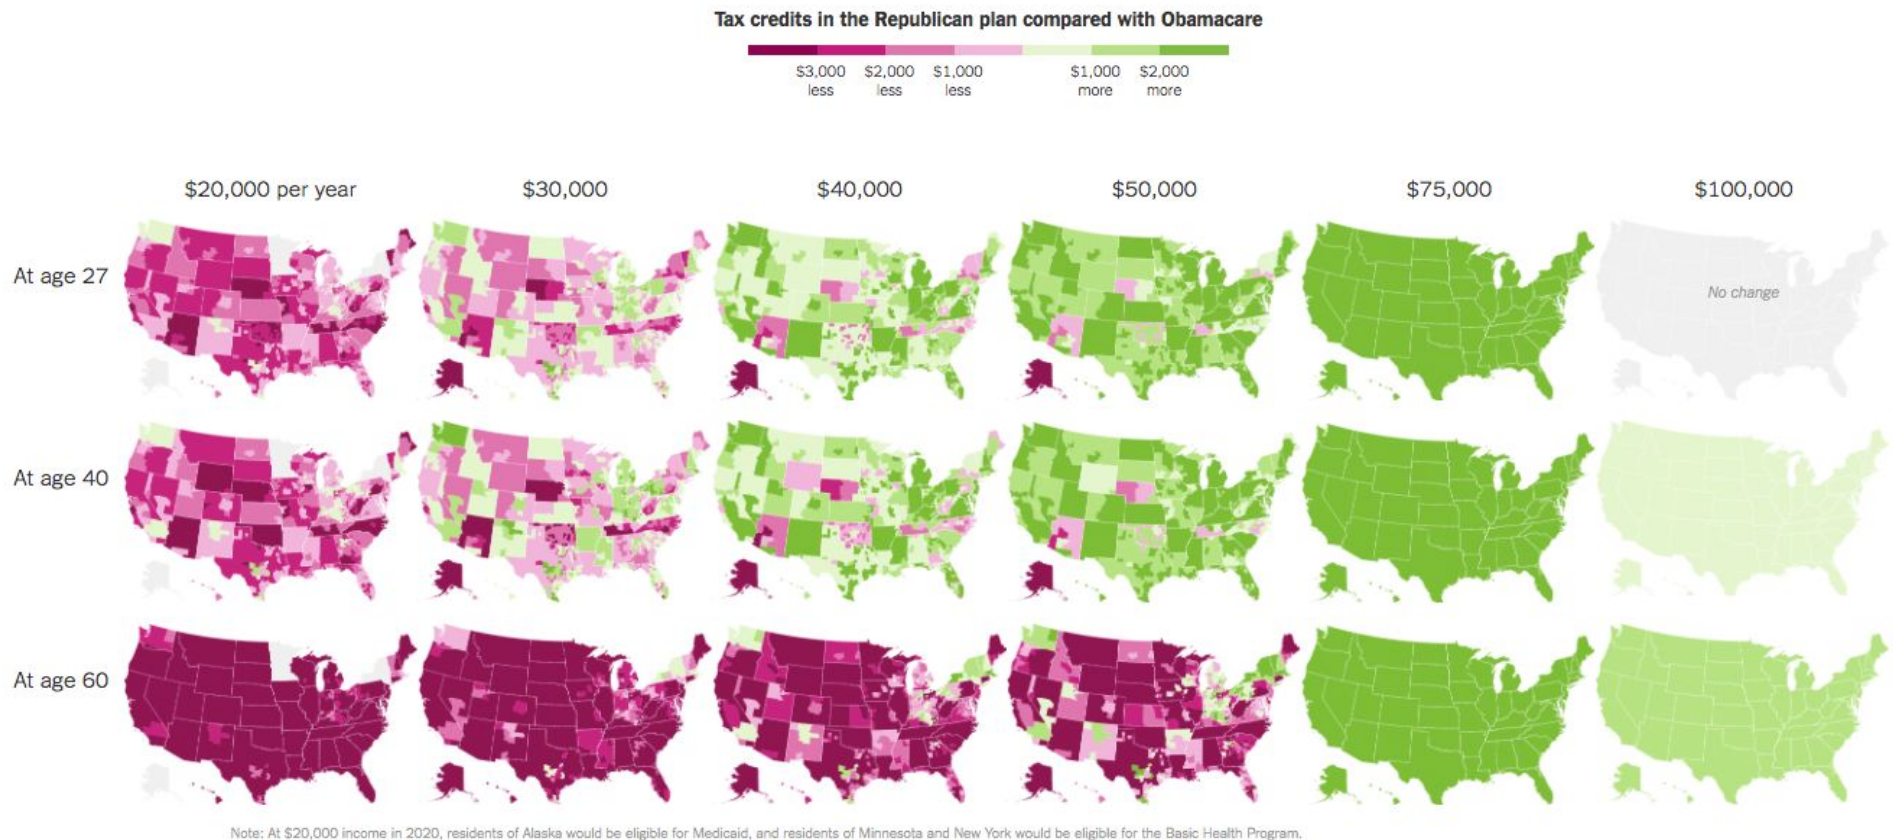 Tax credits in the Republican plan compared with Obamacare
$3,000 $2,000 $1,000 $1,000 $2,000
less less less more more
$20,000 per year $30,000 $40,000 $50,000 $75,000 $100,000
At age 27
No change
At age 40
At age 60
Note: At $20,000 income in 2020, residents of Alaska would be eligible for Medicaid, and residents of Minnesota and New York would be eligible for the Basic Health Program.